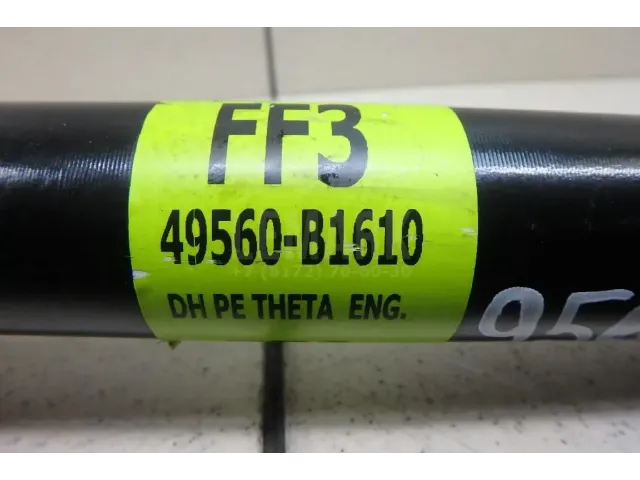 FF3
49560-B1610
DH PE THETA ENG.